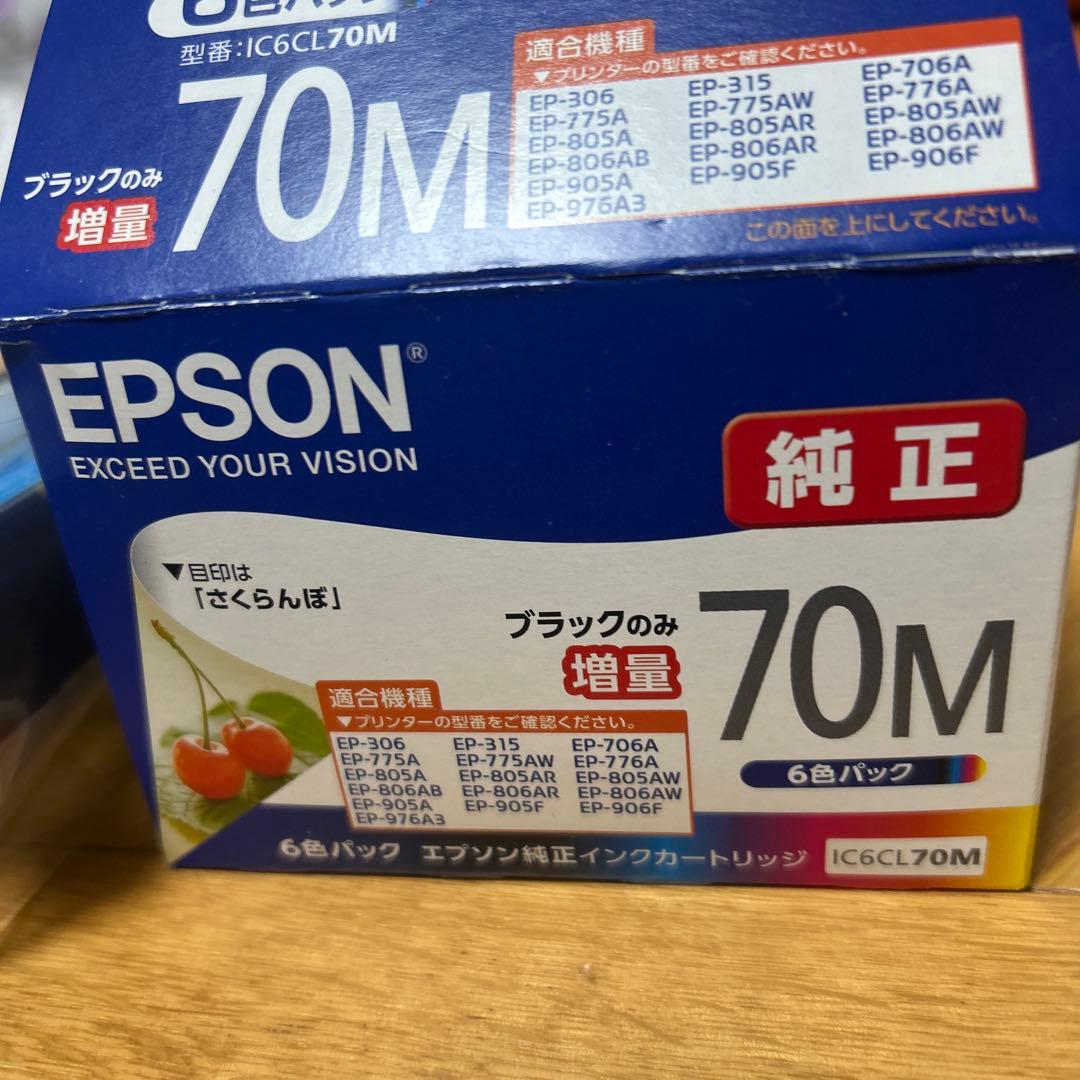 6色パック
型番:IC6CL70M
ブラックのみ
増量
70M
適合機種
▼プリンターの型番をご確認ください。
EP-306 EP-315 EP-706A
EP-775A EP-775AW EP-776A
EP-805A EP-805AR EP-805AW
EP-806AB EP-806AR EP-806AW
EP-905A EP-905F EP-906F
EP-976A3
この面を上にしてください。
EPSON®
EXCEED YOUR VISION
純正
▼目印は
「さくらんぼ」
ブラックのみ
増量
70M
6色パック
適合機種
▼プリンターの型番をご確認ください。
EP-306 EP-315 EP-706A
EP-775A EP-775AW EP-776A
EP-805A EP-805AR EP-805AW
EP-806AB EP-806AR EP-806AW
EP-905A EP-905F EP-906F
EP-976A3
6色パック エプソン純正インクカートリッジ IC6CL70M